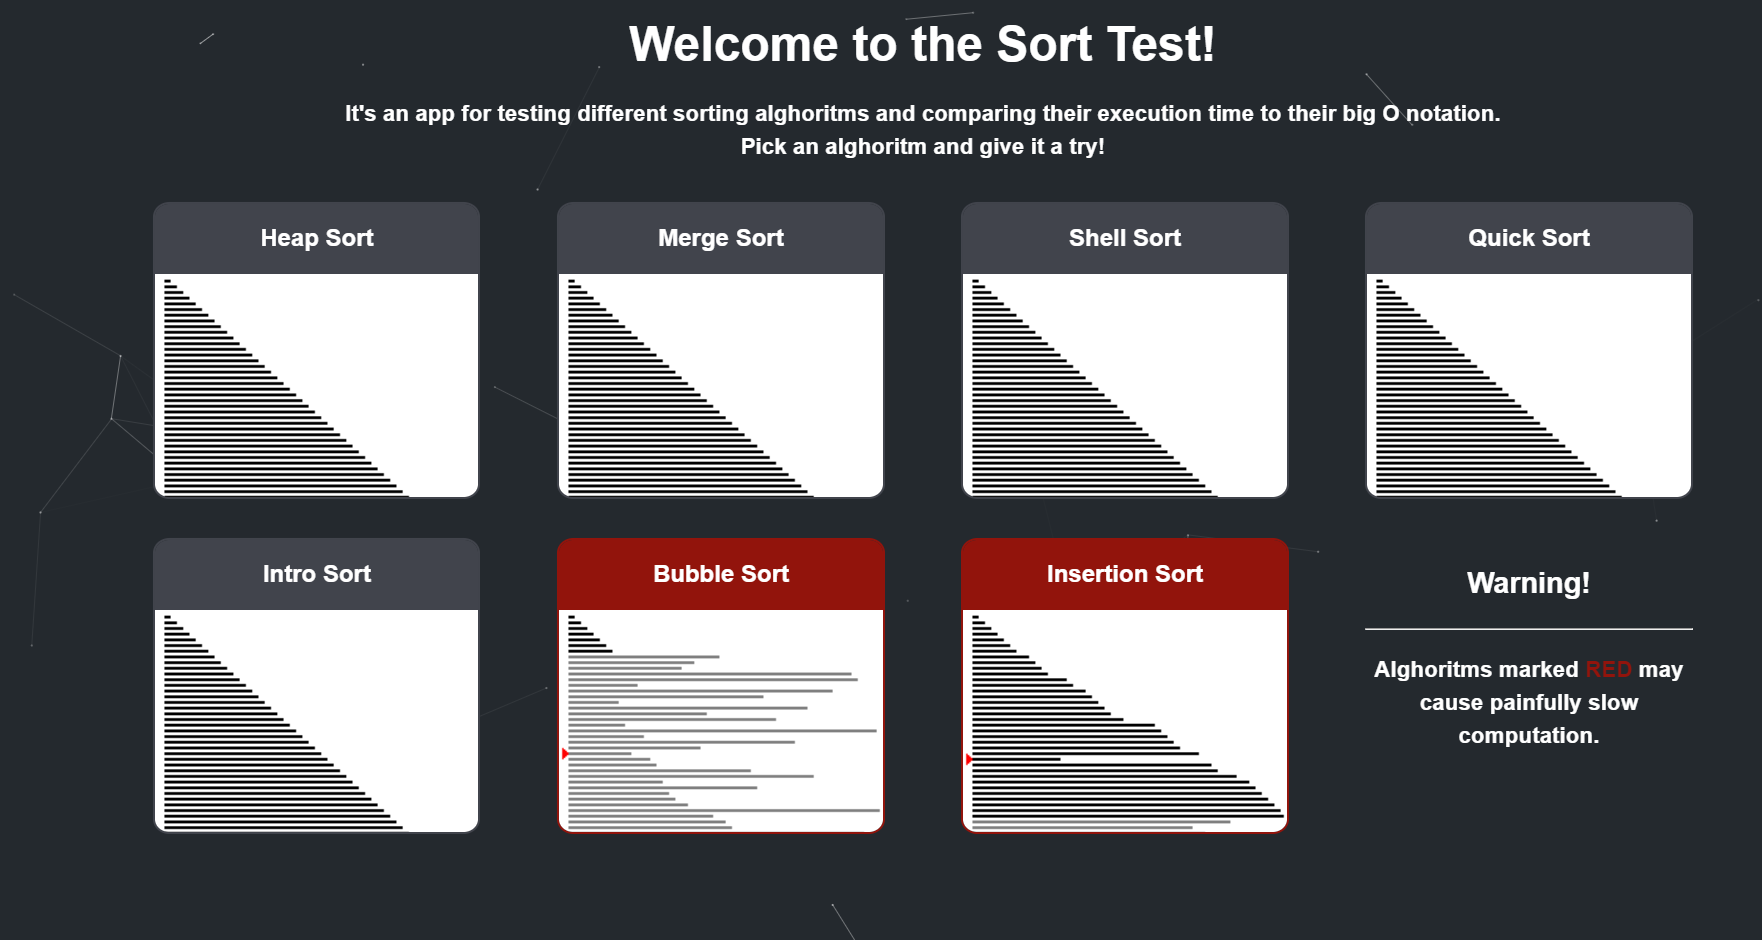 Welcome to the Sort Test!
It's an app for testing different sorting alghoritms and comparing their execution time to their big O notation.
Pick an alghoritm and give it a try!
Heap Sort
Merge Sort
Shell Sort
Quick Sort
Intro Sort
Bubble Sort
Insertion Sort
Warning!
Alghoritms marked RED may
cause painfully slow
computation.